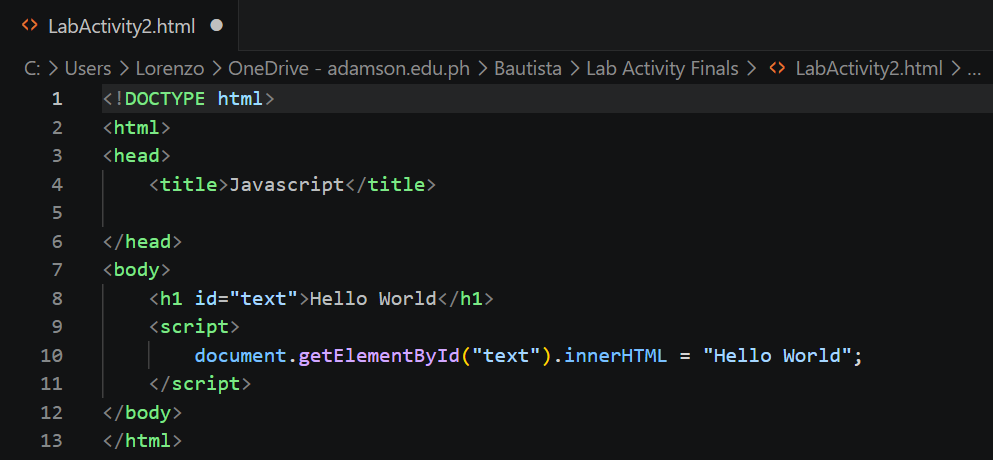 LabActivity2.html
C: > Users > Lorenzo > OneDrive - adamson.edu.ph > Bautista > Lab Activity Finals > LabActivity2.html > ...
1 <!DOCTYPE html>
2 <html>
3 <head>
4     <title>Javascript</title>
5
6 </head>
7 <body>
8     <h1 id="text">Hello World</h1>
9     <script>
10         document.getElementById("text").innerHTML = "Hello World";
11     </script>
12 </body>
13 </html>